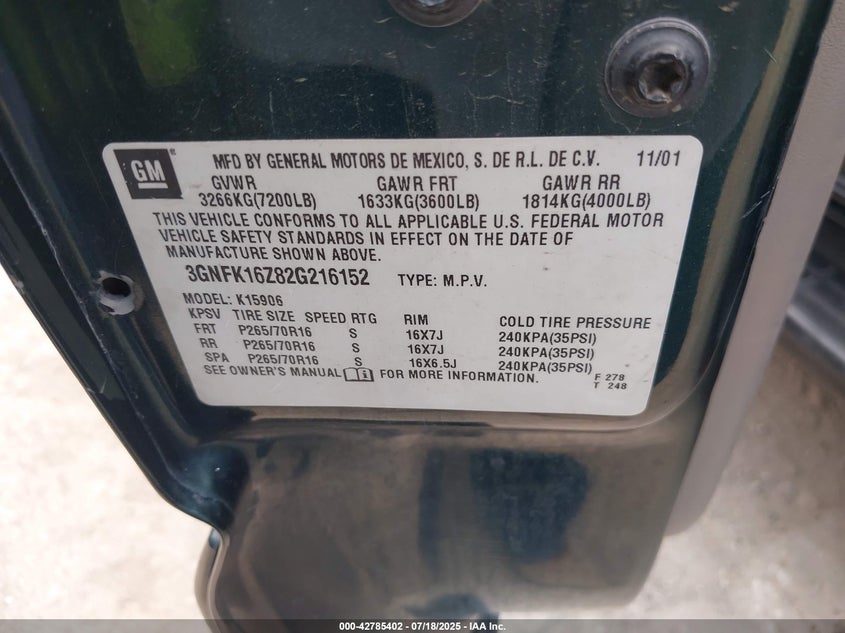 GM ® MFD BY GENERAL MOTORS DE MEXICO, S. DE R.L. DE C.V. 11/01
GVWR GAWR FRT GAWR RR
3266KG(7200LB) 1633KG(3600LB) 1814KG(4000LB)
THIS VEHICLE CONFORMS TO ALL APPLICABLE U.S. FEDERAL MOTOR
VEHICLE SAFETY STANDARDS IN EFFECT ON THE DATE OF
MANUFACTURE SHOWN ABOVE.
3GNFK16Z82G216152 TYPE: M.P.V.
MODEL: K15906
KPSV TIRE SIZE SPEED RTG RIM COLD TIRE PRESSURE
FRT P265/70R16 S 16X7J 240KPA(35PSI)
RR P265/70R16 S 16X7J 240KPA(35PSI)
SPA P265/70R16 S 16X6.5J 240KPA(35PSI)
SEE OWNER'S MANUAL FOR MORE INFORMATION.
F 278
T 248
000-42785402 - 07/18/2025 - IAA Inc.